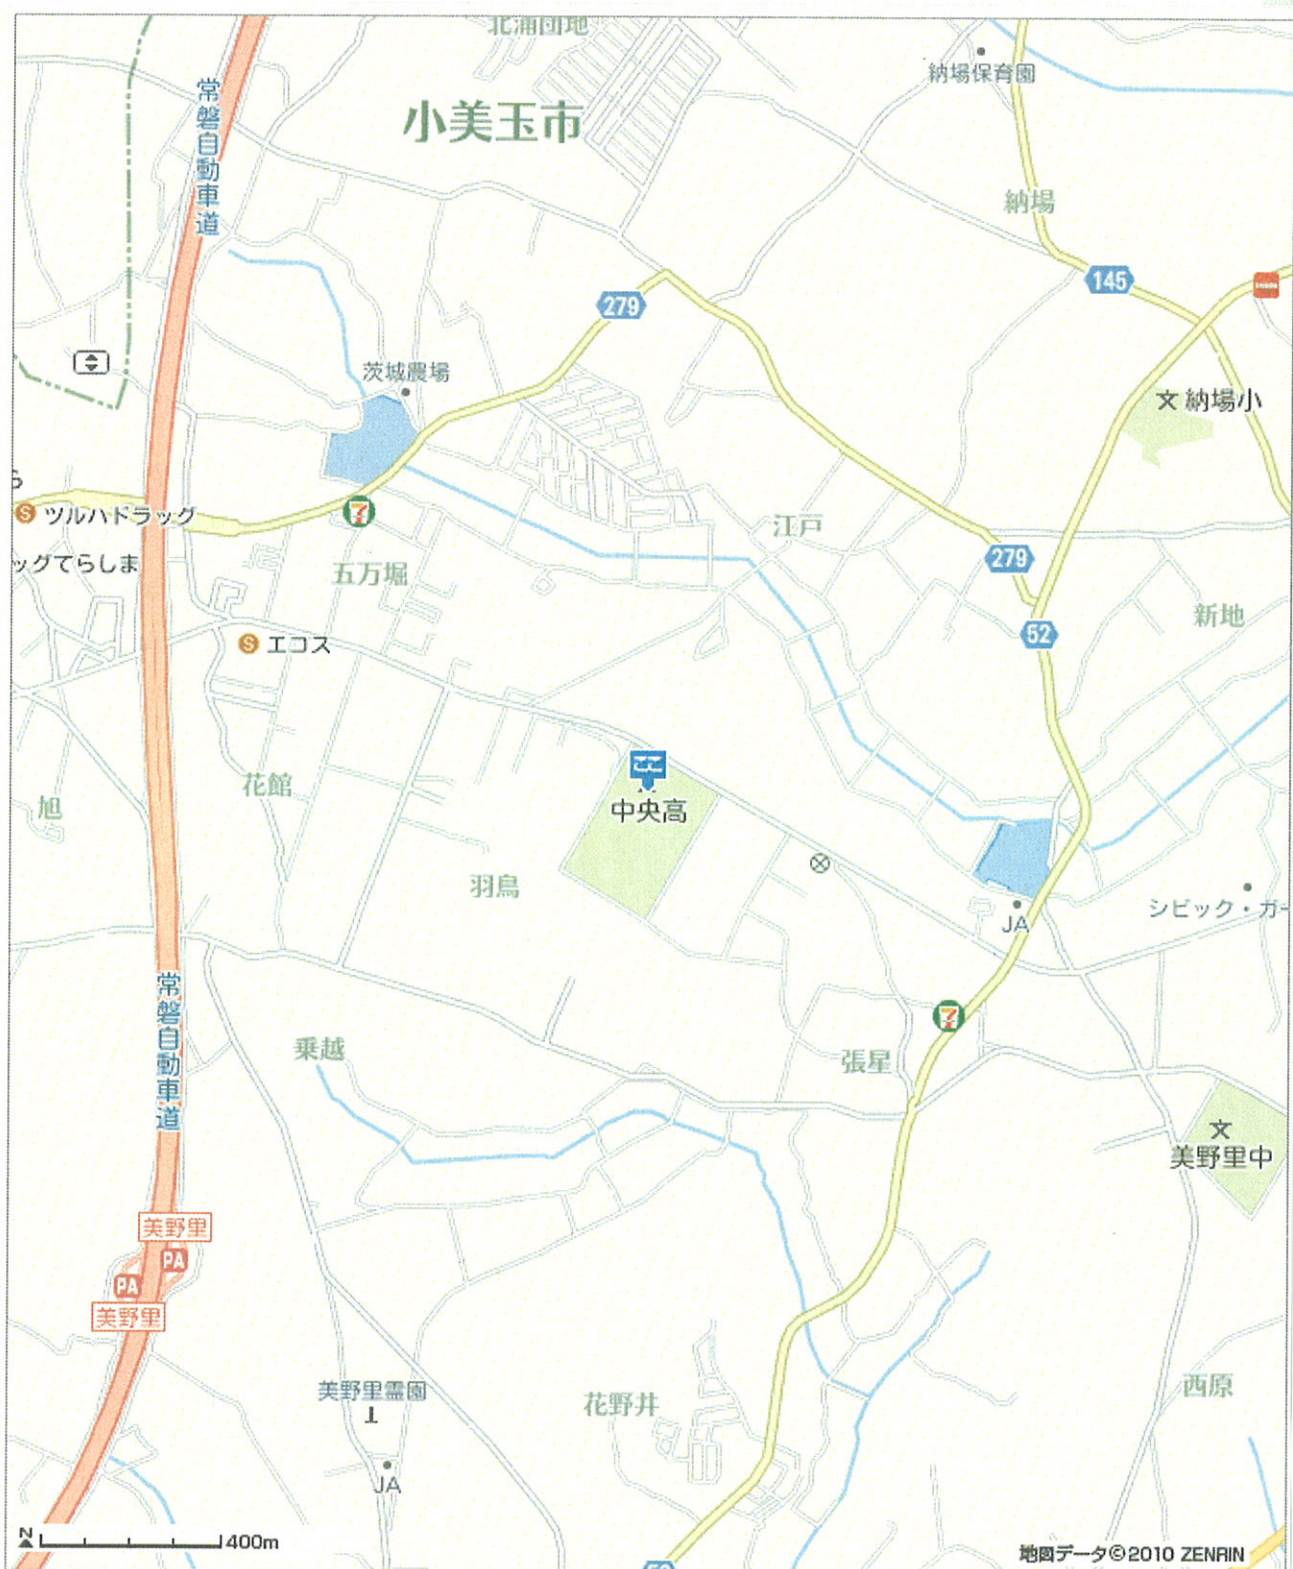 北浦団地
納場保育園
常磐自動車道
小美玉市
納場
145
279
茨城農場
文 納場小
ら
S ツルハドラッグ
7
江戸
279
ッグてらしま
五万堀
新地
52
S エコス
花館
旭
中央高
羽鳥
シビック・ガー
JA
常磐自動車道
7
乗越
張星
文
美野里中
美野里
PA
PA
美野里
西原
美野里霊園
花野井
JA
N
400m
地図データ©2010 ZENRIN